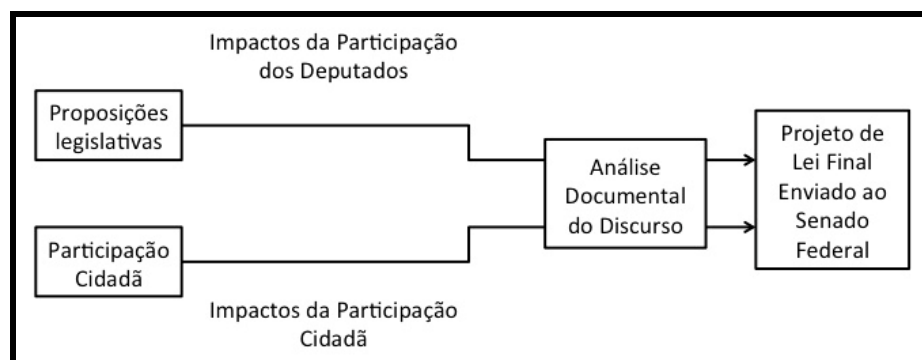 Impactos da Participação
dos Deputados
Proposições
legislativas
Análise
Documental
do Discurso
Projeto de
Lei Final
Enviado ao
Senado
Federal
Participação
Cidadã
Impactos da Participação
Cidadã